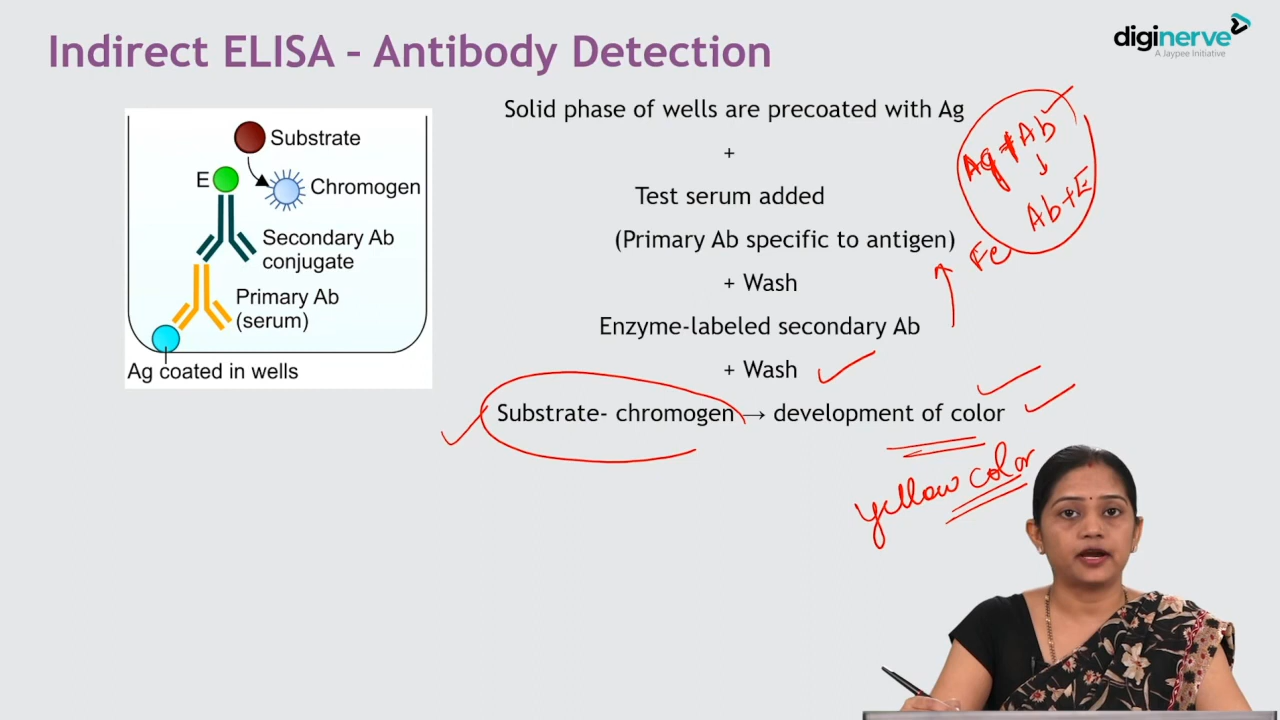 Indirect ELISA – Antibody Detection
diginerve
A Jaypee Initiative
Substrate
E
Chromogen
Secondary Ab
conjugate
Primary Ab
(serum)
Ag coated in wells
Solid phase of wells are precoated with Ag
+
Test serum added
(Primary Ab specific to antigen)
+ Wash
Enzyme-labeled secondary Ab
+ Wash
Substrate- chromogen → development of color
Ag + Ab
↓
Ab+E
Fc
yellow color